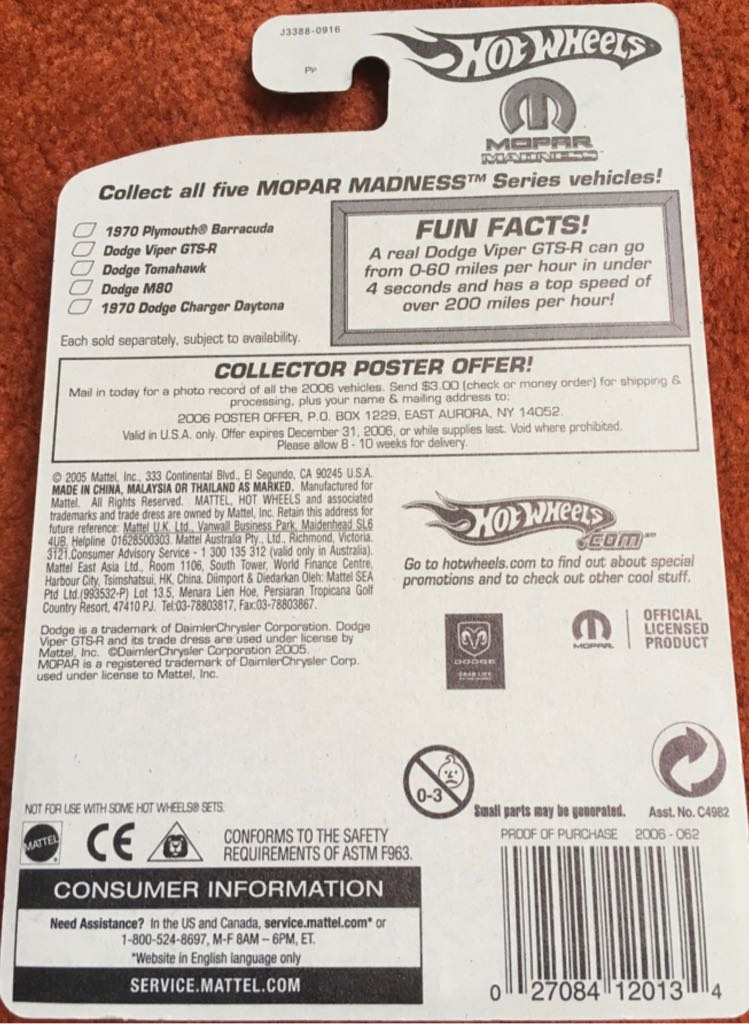 J3388-0916
PP
HOT WHEELS
MOPAR
MADNESS™
Collect all five MOPAR MADNESS™ Series vehicles!
1970 Plymouth® Barracuda
Dodge Viper GTS-R
Dodge Tomahawk
Dodge M80
1970 Dodge Charger Daytona
Each sold separately, subject to availability.
FUN FACTS!
A real Dodge Viper GTS-R can go
from 0-60 miles per hour in under
4 seconds and has a top speed of
over 200 miles per hour!
COLLECTOR POSTER OFFER!
Mail in today for a photo record of all the 2006 vehicles. Send $3.00 (check or money order) for shipping &
processing, plus your name & mailing address to:
2006 POSTER OFFER, P.O. BOX 1229, EAST AURORA, NY 14052.
Valid in U.S.A. only. Offer expires December 31, 2006, or while supplies last. Void where prohibited.
Please allow 8 - 10 weeks for delivery.
© 2005 Mattel, Inc., 333 Continental Blvd., El Segundo, CA 90245 U.S.A.
MADE IN CHINA, MALAYSIA OR THAILAND AS MARKED. Manufactured for
Mattel. All Rights Reserved. MATTEL, HOT WHEELS and associated
trademarks and trade dress are owned by Mattel, Inc. Retain this address for
future reference: Mattel U.K. Ltd., Vanwall Business Park, Maidenhead SL6
4UB. Helpline 01628500303. Mattel Australia Pty., Ltd., Richmond, Victoria.
3121.Consumer Advisory Service - 1 300 135 312 (valid only in Australia).
Mattel East Asia Ltd., Room 1106, South Tower, World Finance Centre,
Harbour City, Tsimshatsui, HK, China. Diimport & Diedarkan Oleh: Mattel SEA
Ptd Ltd.(993532-P) Lot 13.5, Menara Lien Hoe, Persiaran Tropicana Golf
Country Resort, 47410 PJ. Tel:03-78803817, Fax:03-78803867.
Dodge is a trademark of DaimlerChrysler Corporation. Dodge
Viper GTS-R and its trade dress are used under license by
Mattel, Inc. ©DaimlerChrysler Corporation 2005.
MOPAR is a registered trademark of DaimlerChrysler Corp.
used under license to Mattel, Inc.
HOT WHEELS
.COM
Go to hotwheels.com to find out about special
promotions and to check out other cool stuff.
DODGE
GRAB LIFE
BY THE HORNS
MOPAR
OFFICIAL
LICENSED
PRODUCT
0-3
Small parts may be generated.
Asst. No. C4982
NOT FOR USE WITH SOME HOT WHEELS® SETS.
MATTEL
CE
CONFORMS TO THE SAFETY
REQUIREMENTS OF ASTM F963.
PROOF OF PURCHASE 2006 - 062
CONSUMER INFORMATION
Need Assistance? In the US and Canada, service.mattel.com* or
1-800-524-8697, M-F 8AM – 6PM, ET.
*Website in English language only
SERVICE.MATTEL.COM
0 27084 12013 4